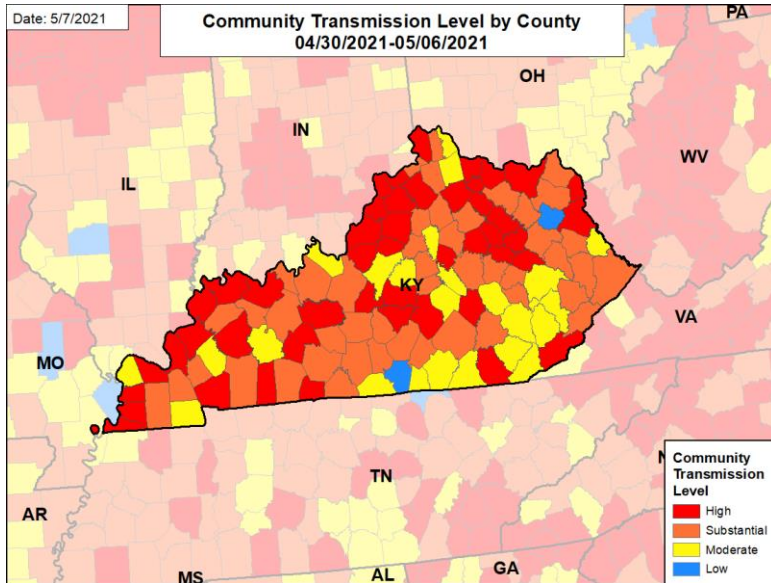 Date: 5/7/2021
Community Transmission Level by County
04/30/2021-05/06/2021
PA
OH
IN
WV
IL
KY
VA
MO
TN
AR
MS
AL
GA
Community
Transmission
Level
High
Substantial
Moderate
Low